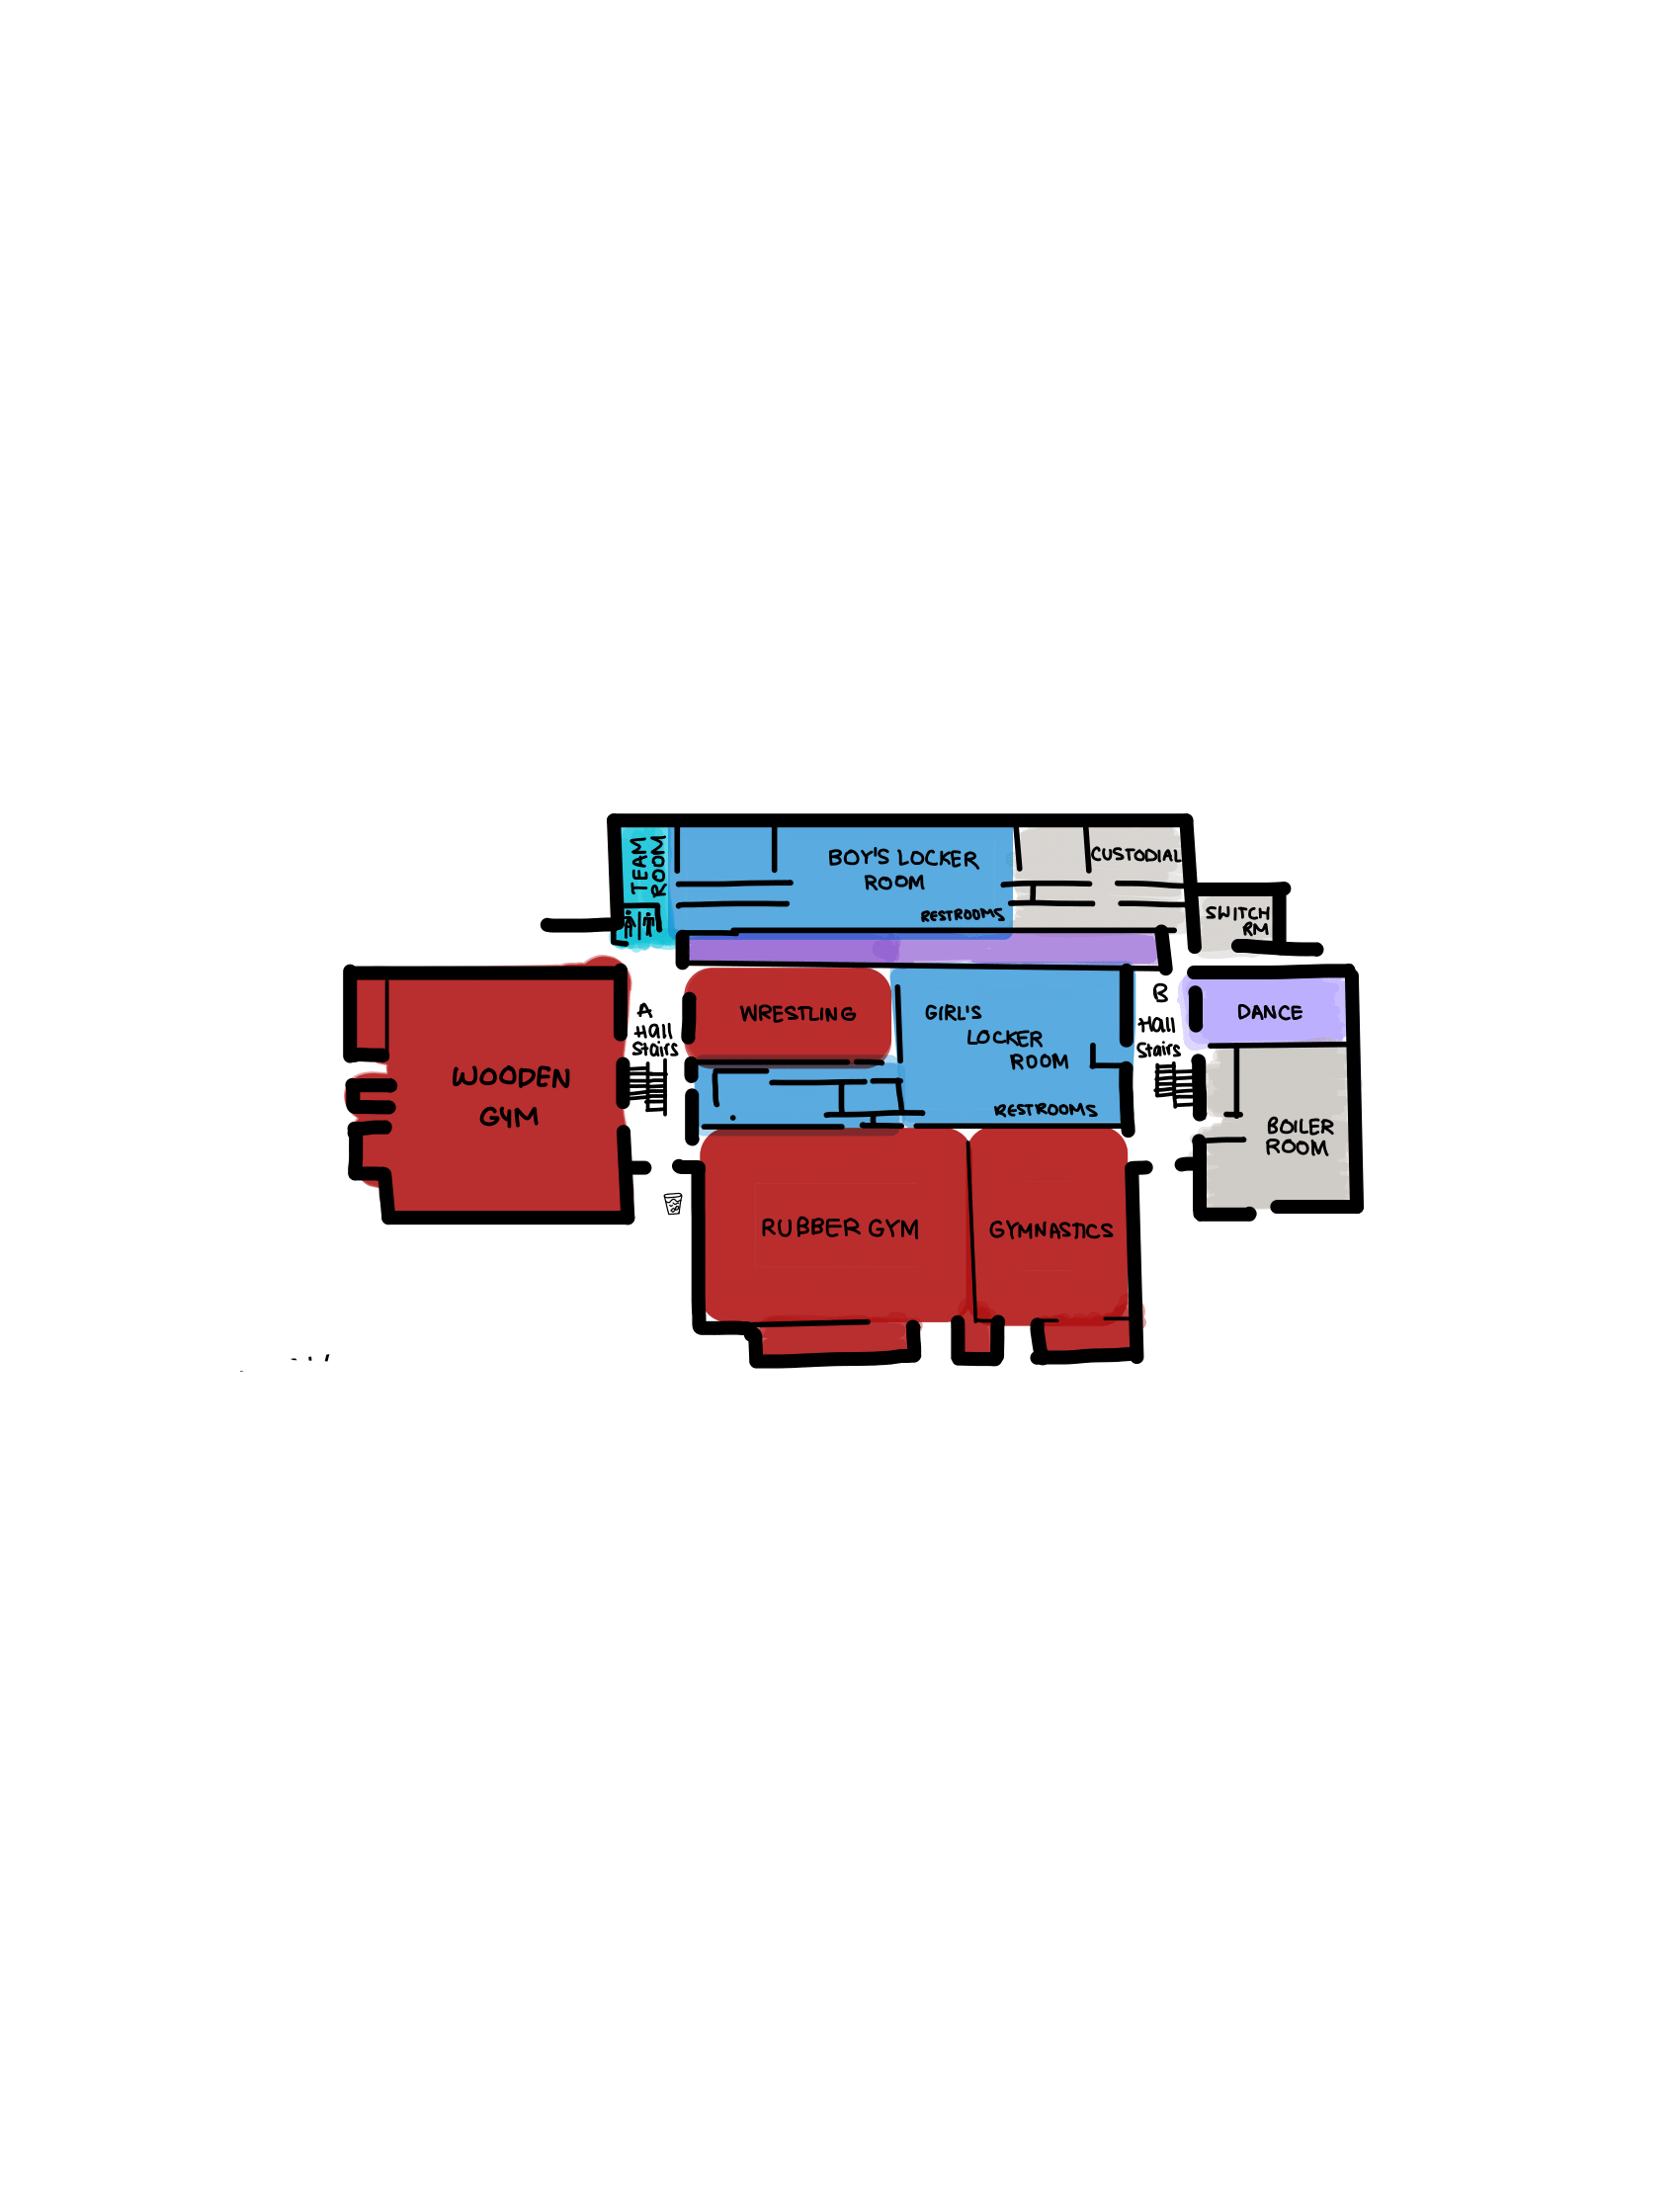 TEAM
ROOM
BOY'S LOCKER
ROOM
RESTROOMS
CUSTODIAL
SWITCH
RM
A
Hall
Stairs
WRESTLING
GIRL'S
LOCKER
ROOM
RESTROOMS
B
Hall
Stairs
DANCE
WOODEN
GYM
BOILER
ROOM
RUBBER GYM
GYMNASTICS